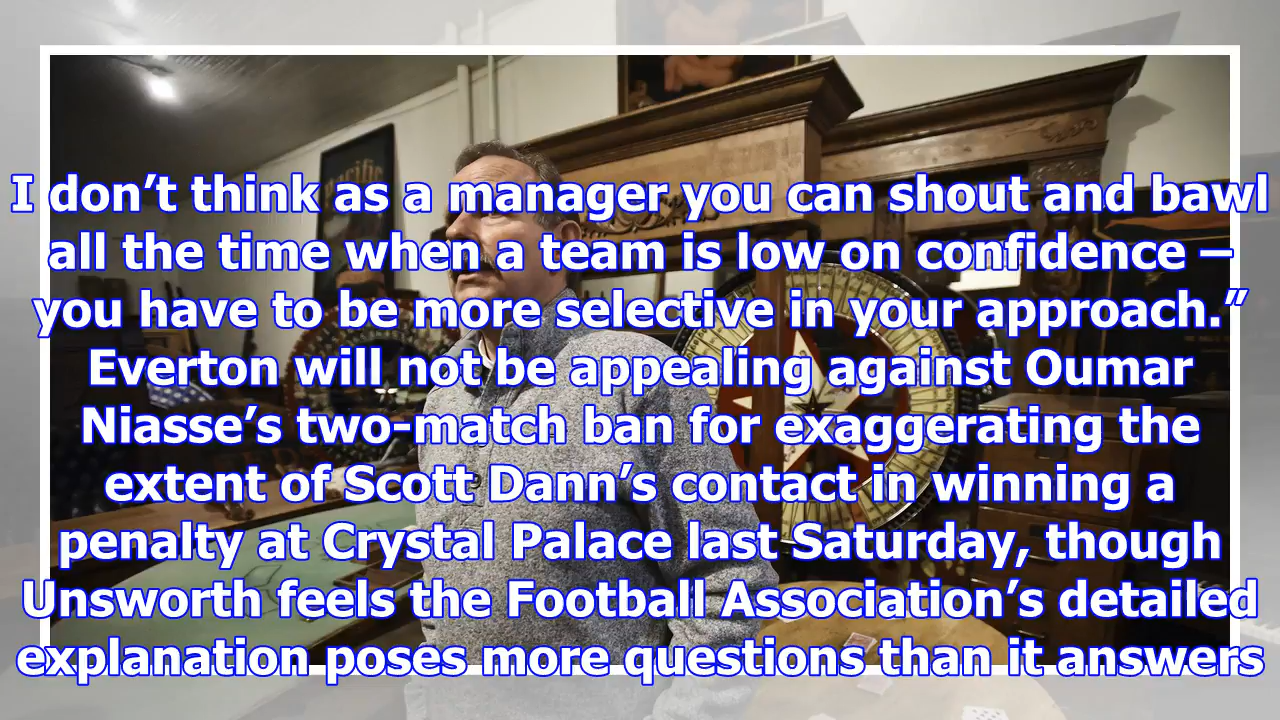 Pacific
I don’t think as a manager you can shout and bawl
all the time when a team is low on confidence –
you have to be more selective in your approach.”
Everton will not be appealing against Oumar
Niasse’s two-match ban for exaggerating the
extent of Scott Dann’s contact in winning a
penalty at Crystal Palace last Saturday, though
Unsworth feels the Football Association’s detailed
explanation poses more questions than it answers